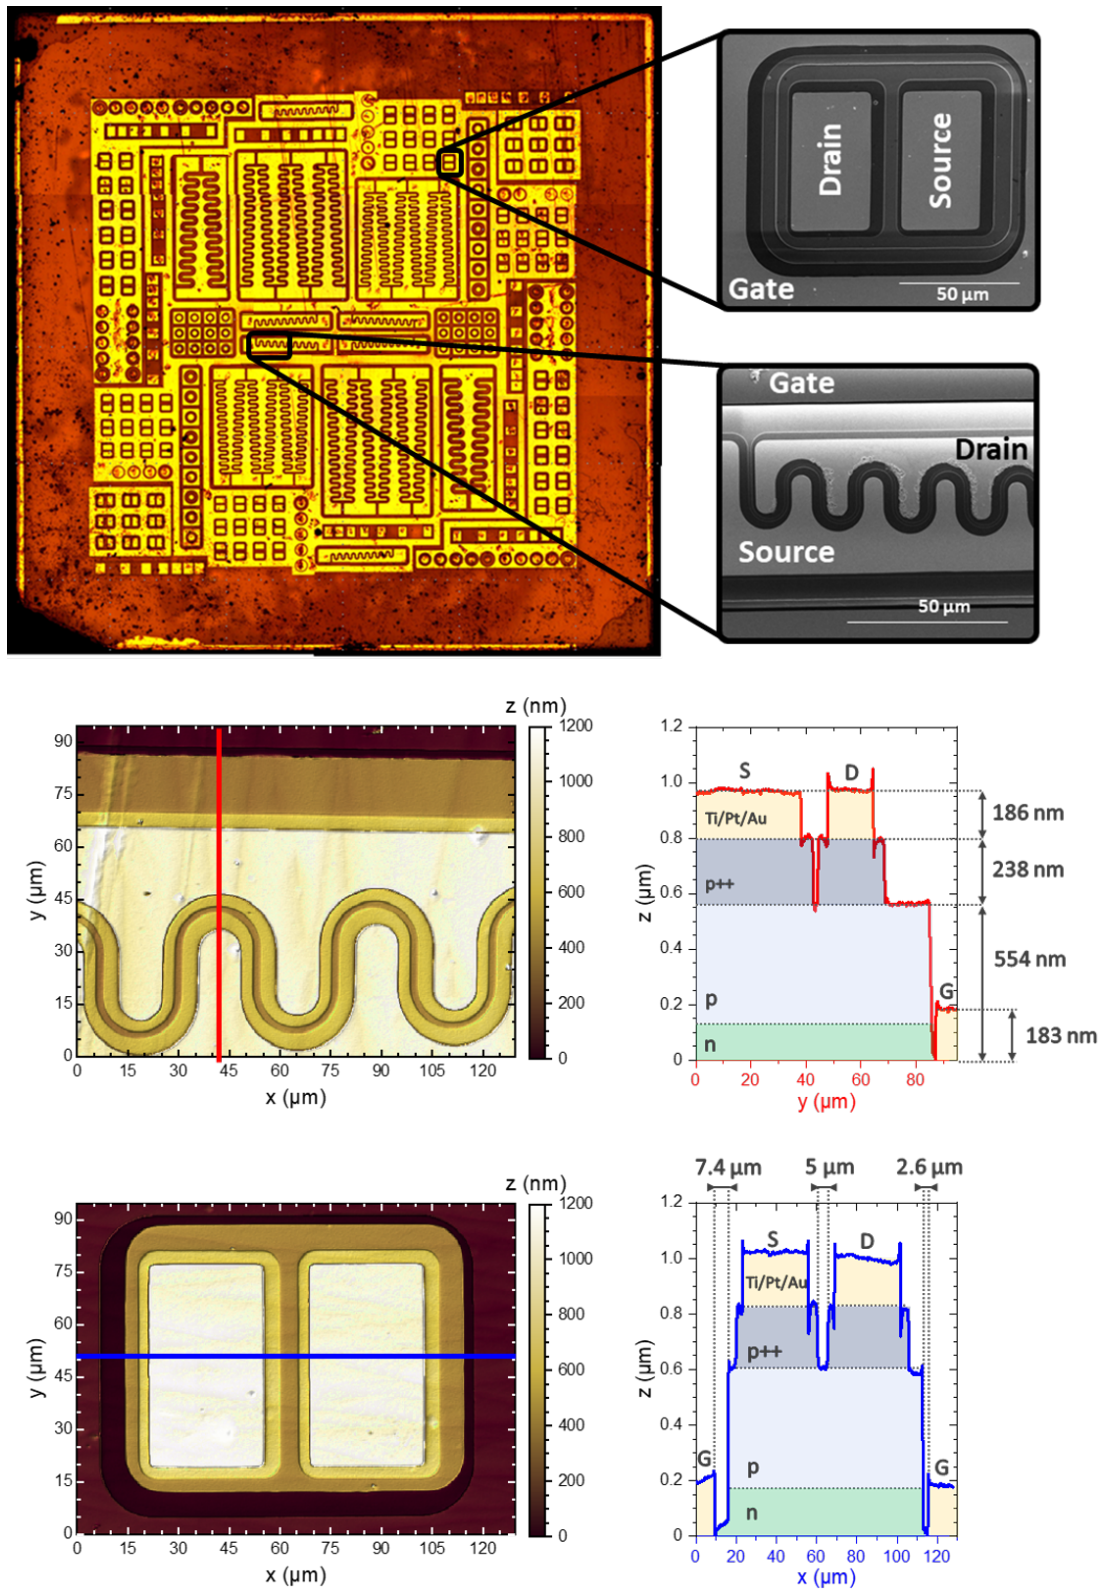 Drain
Source
Gate
50 µm
Gate
Drain
Source
50 µm
z (nm)
1200
1000
800
600
400
200
0
90
75
60
45
30
15
0
y (µm)
0 15 30 45 60 75 90 105 120
x (µm)
1.2
1.0
0.8
0.6
0.4
0.2
0
z (µm)
S
D
Ti/Pt/Au
p++
p
n
G
186 nm
238 nm
554 nm
183 nm
0 20 40 60 80
y (µm)
z (nm)
1200
1000
800
600
400
200
0
90
75
60
45
30
15
0
y (µm)
0 15 30 45 60 75 90 105 120
x (µm)
7.4 µm 5 µm 2.6 µm
1.2
1.0
0.8
0.6
0.4
0.2
0
z (µm)
S
D
Ti/Pt/Au
p++
p
n
G
G
0 20 40 60 80 100 120
x (µm)